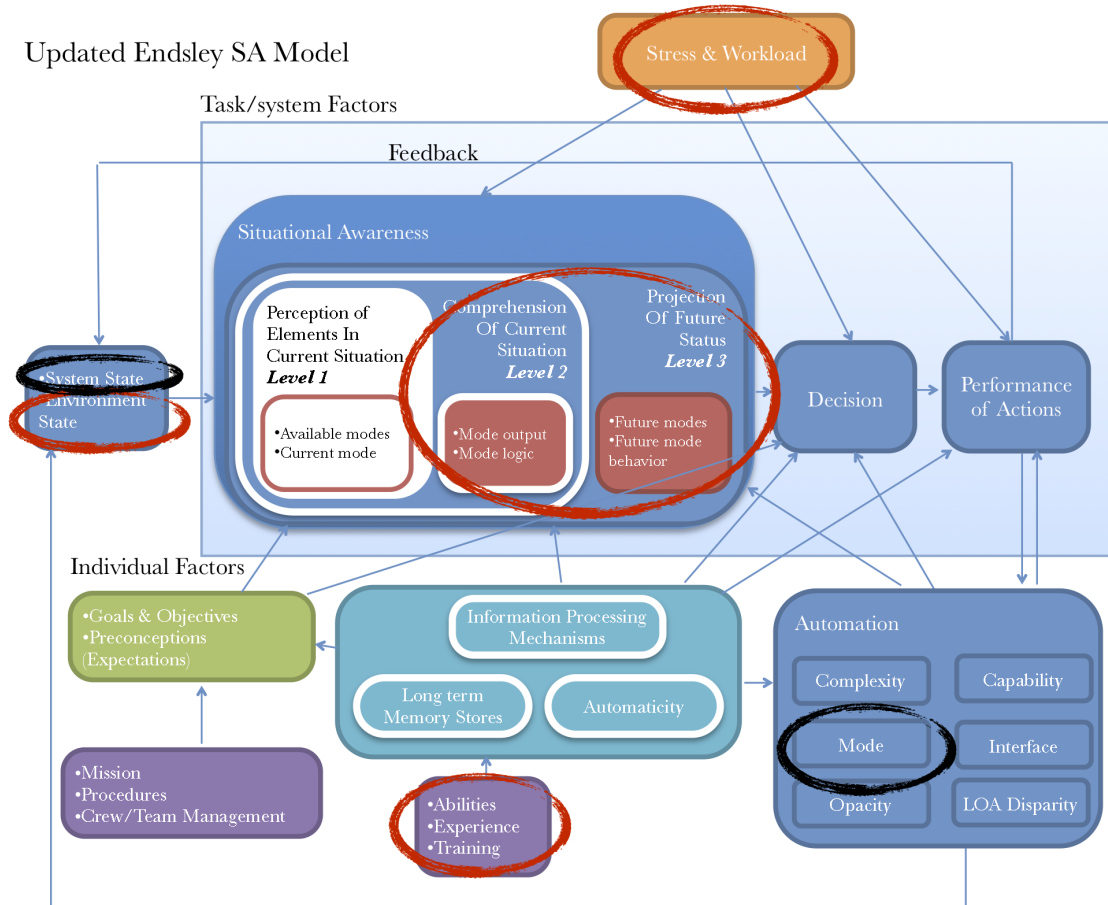 Updated Endsley SA Model
Stress & Workload
Task/system Factors
Feedback
Situational Awareness
Perception of
Elements In
Current Situation
Level 1
•Available modes
•Current mode
Comprehension
Of Current
Situation
Level 2
•Mode output
•Mode logic
Projection
Of Future
Status
Level 3
•Future modes
•Future mode
behavior
•System State
•Environment
State
Decision
Performance
of Actions
Individual Factors
•Goals & Objectives
•Preconceptions
(Expectations)
Information Processing
Mechanisms
Long term
Memory Stores
Automaticity
•Mission
•Procedures
•Crew/Team Management
•Abilities
•Experience
•Training
Automation
Complexity
Capability
Mode
Interface
Opacity
LOA Disparity